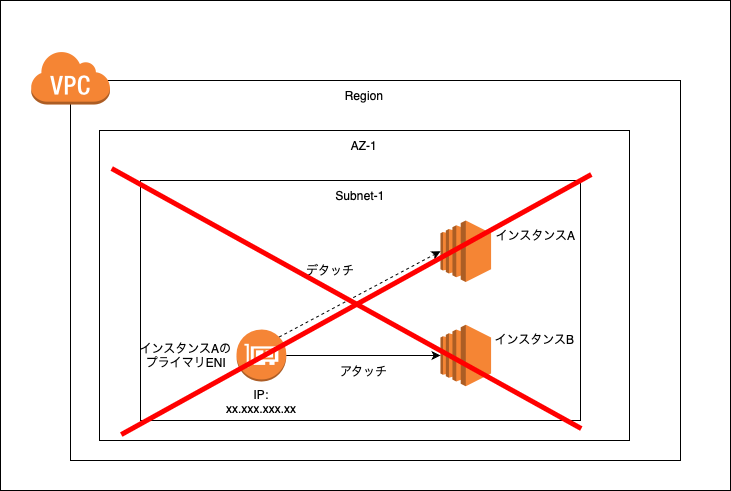 VPC
Region
AZ-1
Subnet-1
インスタンスA
デタッチ
インスタンスB
インスタンスAの
プライマリENI
アタッチ
IP:
xx.xxx.xxx.xx